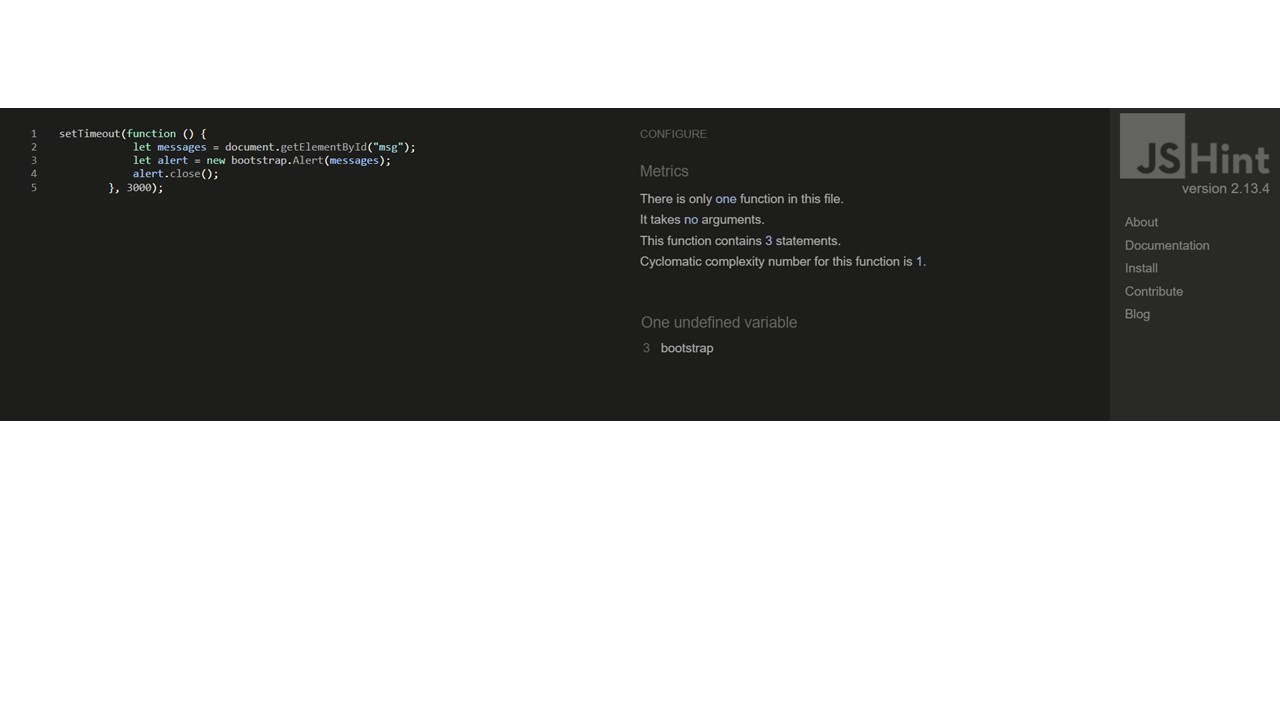 1 setTimeout(function () {
2 let messages = document.getElementById("msg");
3 let alert = new bootstrap.Alert(messages);
4 alert.close();
5 }, 3000);
CONFIGURE
Metrics
There is only one function in this file.
It takes no arguments.
This function contains 3 statements.
Cyclomatic complexity number for this function is 1.
One undefined variable
3 bootstrap
JSHint
version 2.13.4
About
Documentation
Install
Contribute
Blog